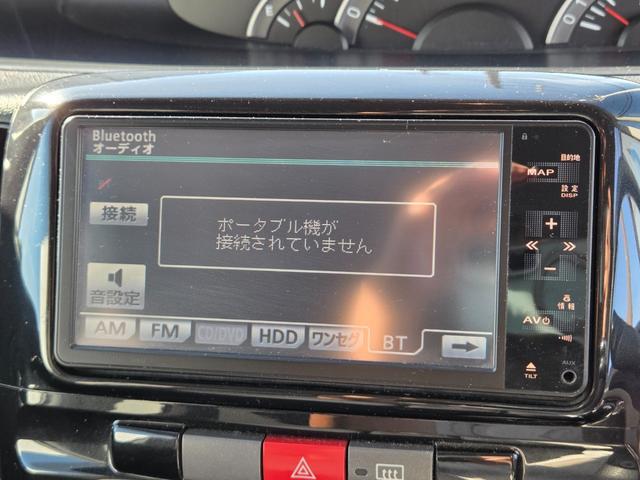 Bluetooth
オーディオ
接続
ポータブル機が
接続されていません
音設定
AM FM CD/DVD HDD ワンセグ BT
目的地
MAP
設定
DISP
+
−
情報
AV
TILT
AUX
0
E